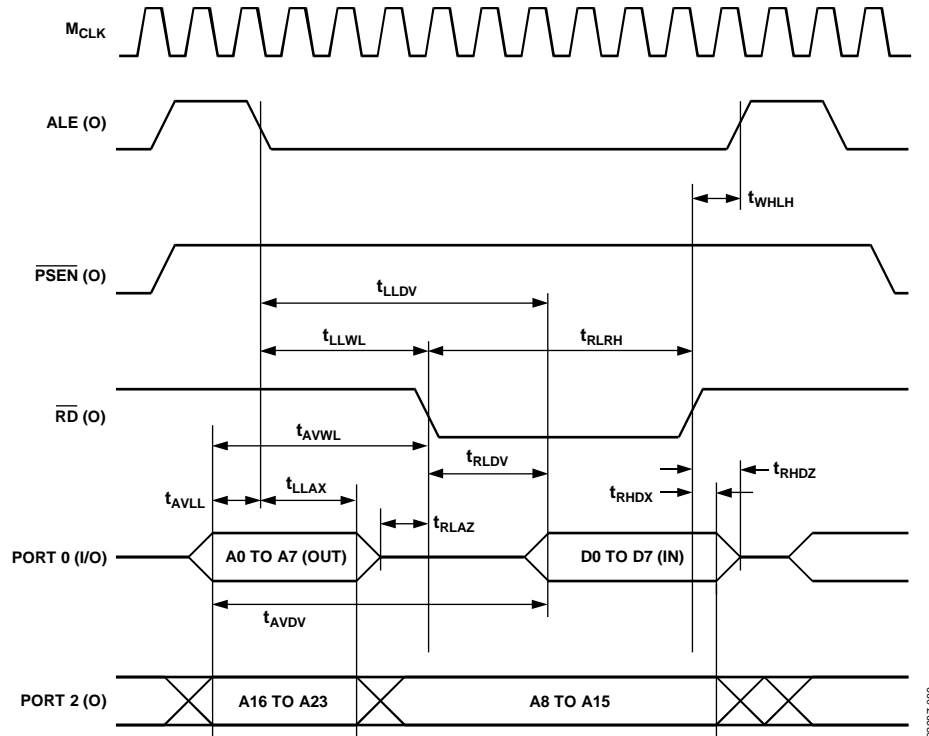 MCLK
ALE (O)
tWHLH
PSEN (O)
tLLDV
tLLWL
tRLRH
RD (O)
tAVWL
tRLDV
tRHDZ
tAVLL
tLLAX
tRHDX
tRLAZ
PORT 0 (I/O)
A0 TO A7 (OUT)
D0 TO D7 (IN)
tAVDV
PORT 2 (O)
A16 TO A23
A8 TO A15